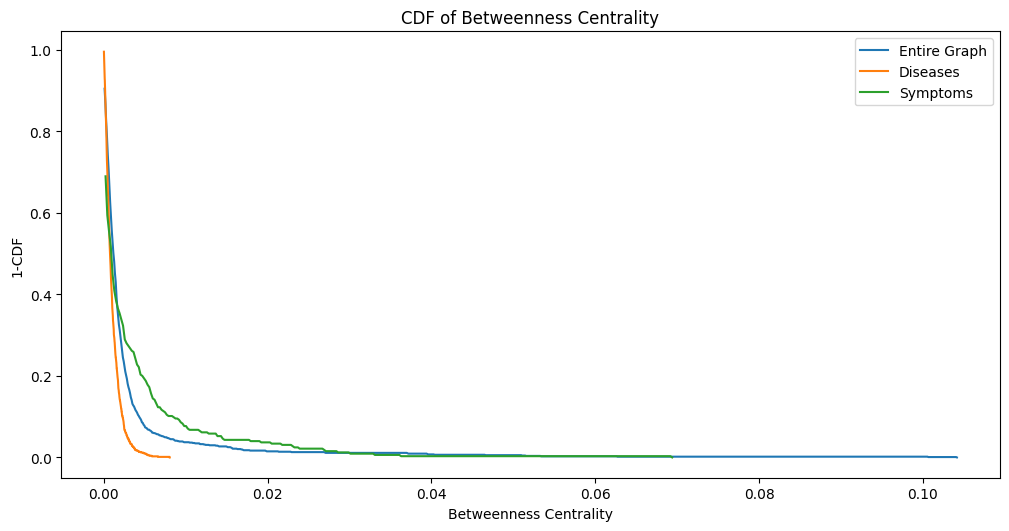 CDF of Betweenness Centrality
Entire Graph
Diseases
Symptoms
1-CDF
1.0
0.8
0.6
0.4
0.2
0.0
0.00 0.02 0.04 0.06 0.08 0.10
Betweenness Centrality